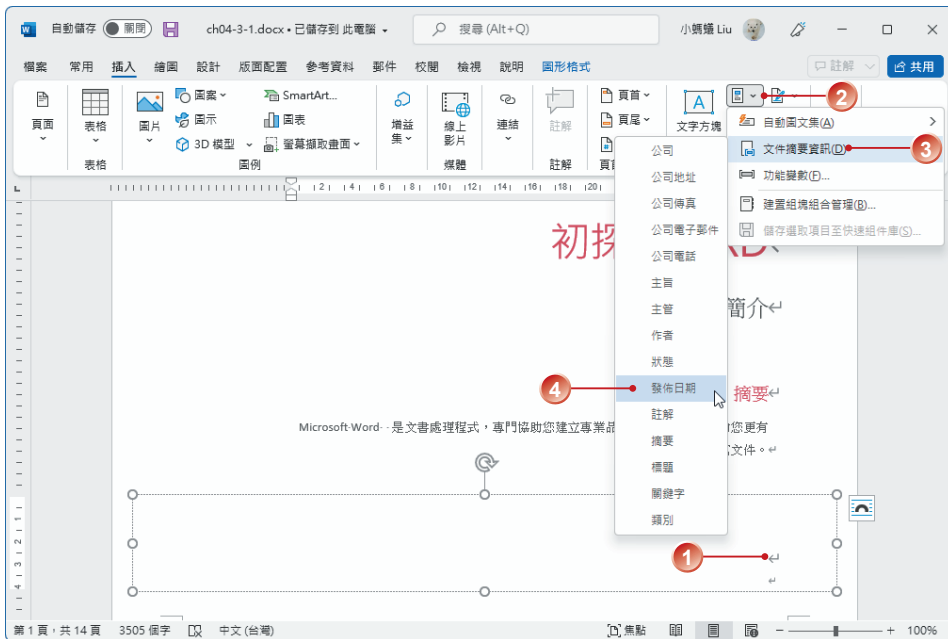 自動儲存 關閉 ch04-3-1.docx • 已儲存到 此電腦 搜尋 (Alt+Q) 小螞蟻 Liu
檔案 常用 插入 繪圖 設計 版面配置 參考資料 郵件 校閱 檢視 說明 圖形格式 註解 共用
頁面
表格
表格
圖片
圖案
圖示
3D 模型
SmartArt...
圖表
螢幕擷取畫面
圖例
增益集
線上影片
媒體
連結
註解
註解
頁首
頁尾
文字方塊
2
自動圖文集(A)
文件摘要資訊(D)
3
功能變數(F)...
建置組塊組合管理(B)...
儲存選取項目至快速組件庫(S)...
公司
公司地址
公司傳真
公司電子郵件
公司電話
主旨
主管
作者
狀態
4
發佈日期
註解
摘要
標題
關鍵字
類別
2 4 6 8 10 12 14 16 18 20
初探
簡介
摘要
Microsoft Word 是文書處理程式，專門協助您建立專業品
您更有
文件。
1
2 4
第 1 頁，共 14 頁 3505 個字 中文 (台灣) 焦點 100%